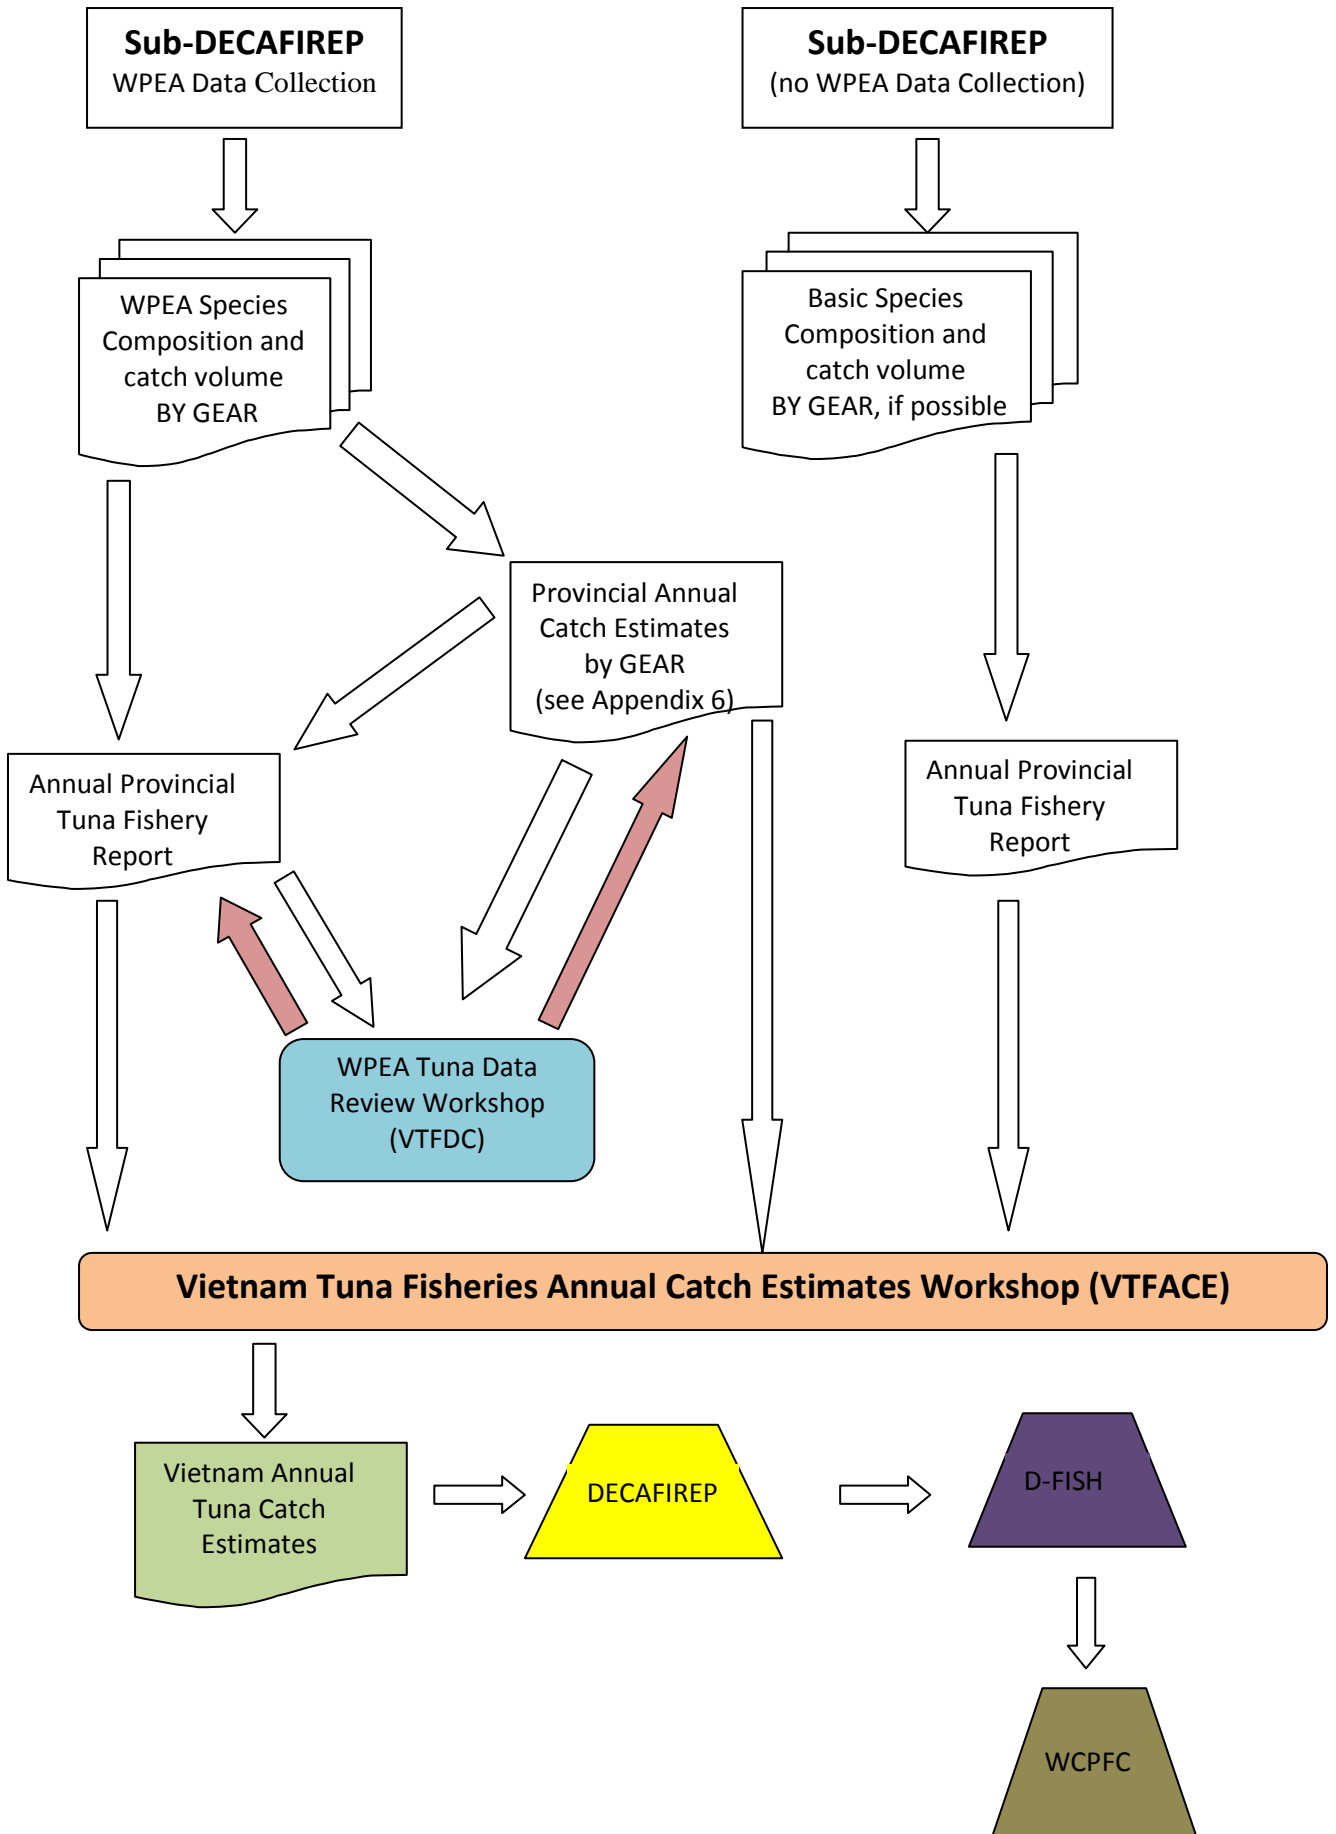 Sub-DECAFIREP
WPEA Data Collection
Sub-DECAFIREP
(no WPEA Data Collection)
WPEA Species
Composition and
catch volume
BY GEAR
Basic Species
Composition and
catch volume
BY GEAR, if possible
Provincial Annual
Catch Estimates
by GEAR
(see Appendix 6)
Annual Provincial
Tuna Fishery
Report
Annual Provincial
Tuna Fishery
Report
WPEA Tuna Data
Review Workshop
(VTFDC)
Vietnam Tuna Fisheries Annual Catch Estimates Workshop (VTFACE)
Vietnam Annual
Tuna Catch
Estimates
DECAFIREP
D-FISH
WCPFC